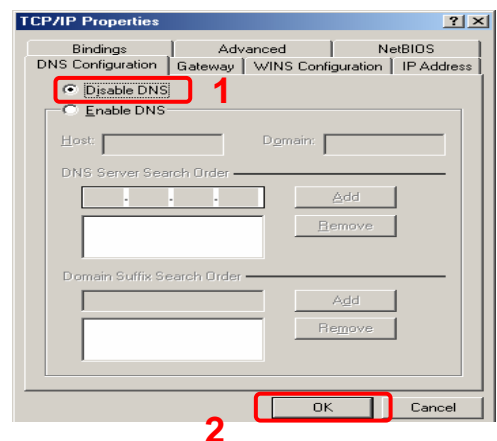 TCP/IP Properties ? X
Bindings Advanced NetBIOS
DNS Configuration Gateway WINS Configuration IP Address
Disable DNS 1
Enable DNS
Host: Domain:
DNS Server Search Order
. . . Add
Remove
Domain Suffix Search Order
Add
Remove
OK Cancel
2